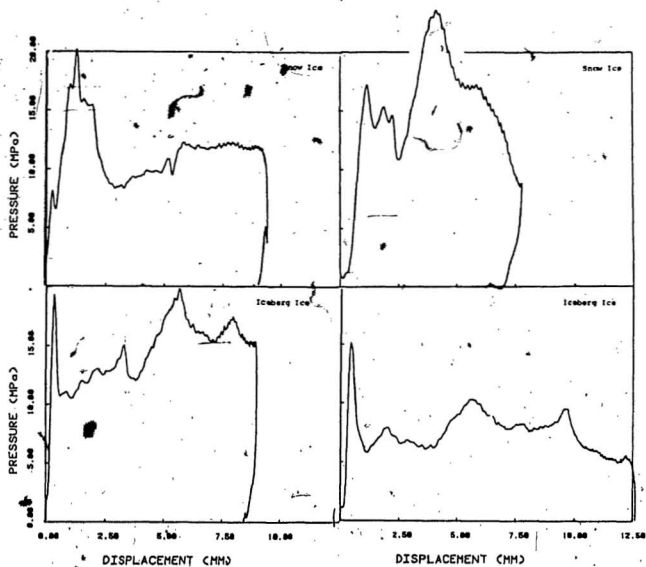 20.00
15.00
10.00
5.00
PRESSURE (MPa)
Snow Ice
Snow Ice
15.00
10.00
5.00
0.00
PRESSURE (MPa)
Iceberg Ice
Iceberg Ice
0.00 2.50 5.00 7.50 10.00
2.50 5.00 7.50 10.00 12.50
DISPLACEMENT (MM)
DISPLACEMENT (MM)